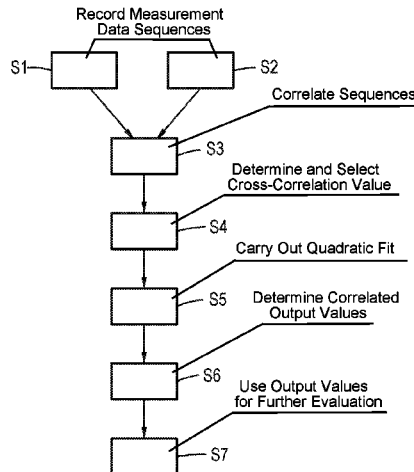 Record Measurement
Data Sequences
S1
S2
Correlate Sequences
S3
Determine and Select
Cross-Correlation Value
S4
Carry Out Quadratic Fit
S5
Determine Correlated
Output Values
S6
Use Output Values
for Further Evaluation
S7